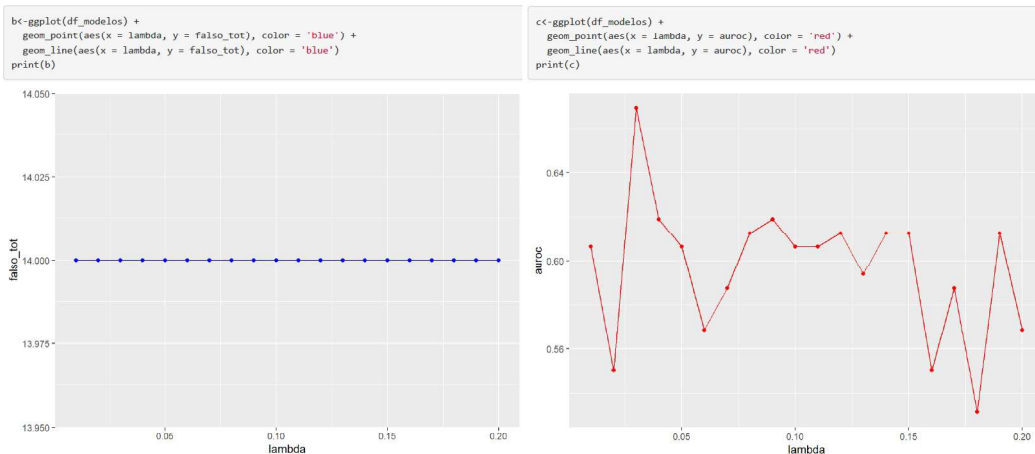 b<-ggplot(df_modelos) +
geom_point(aes(x = lambda, y = falso_tot), color = 'blue') +
geom_line(aes(x = lambda, y = falso_tot), color = 'blue')
print(b)
14.050
14.025
14.000
13.975
13.950
falso_tot
0.05 0.10 0.15 0.20
lambda
c<-ggplot(df_modelos) +
geom_point(aes(x = lambda, y = auroc), color = 'red') +
geom_line(aes(x = lambda, y = auroc), color = 'red')
print(c)
0.64
0.60
0.56
auroc
0.05 0.10 0.15 0.20
lambda